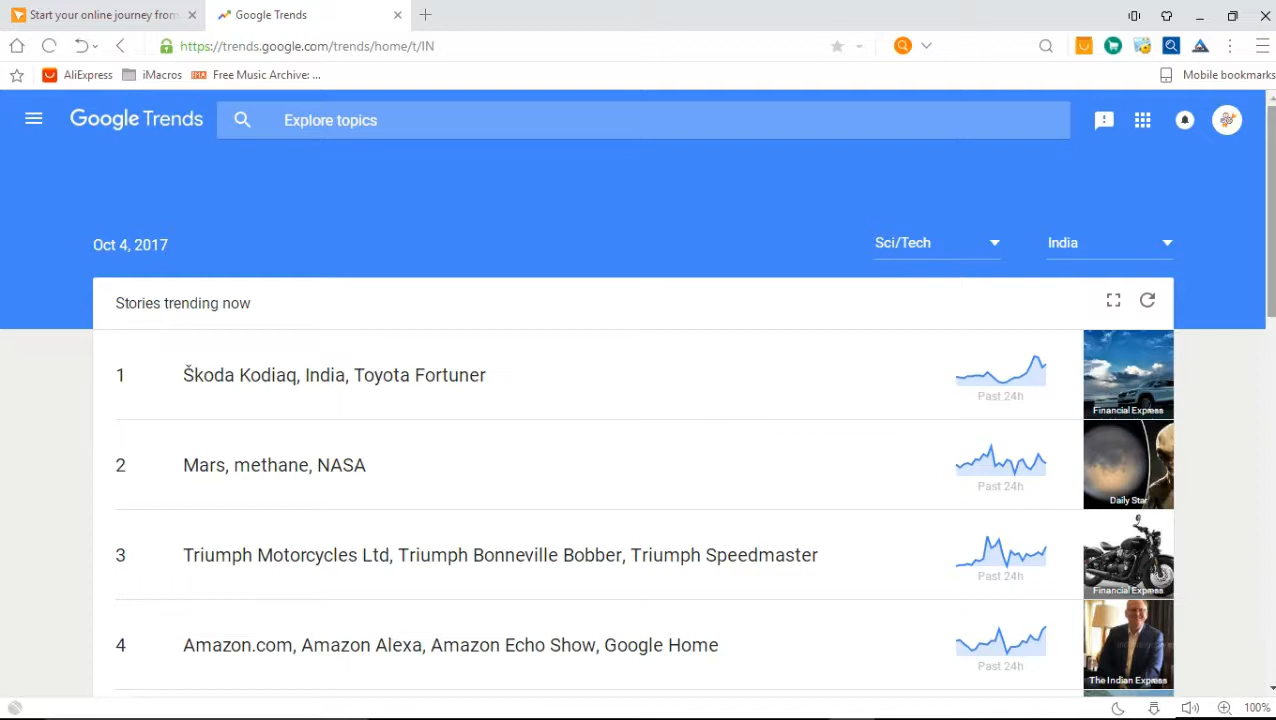 Start your online journey from
Google Trends
https://trends.google.com/trends/home/t/IN
AliExpress
iMacros
Free Music Archive: ...
Mobile bookmarks
Google Trends
Explore topics
Oct 4, 2017
Sci/Tech
India
Stories trending now
1
Škoda Kodiaq, India, Toyota Fortuner
Past 24h
Financial Express
2
Mars, methane, NASA
Past 24h
Daily Star
3
Triumph Motorcycles Ltd, Triumph Bonneville Bobber, Triumph Speedmaster
Past 24h
Financial Express
4
Amazon.com, Amazon Alexa, Amazon Echo Show, Google Home
Past 24h
The Indian Express
100%